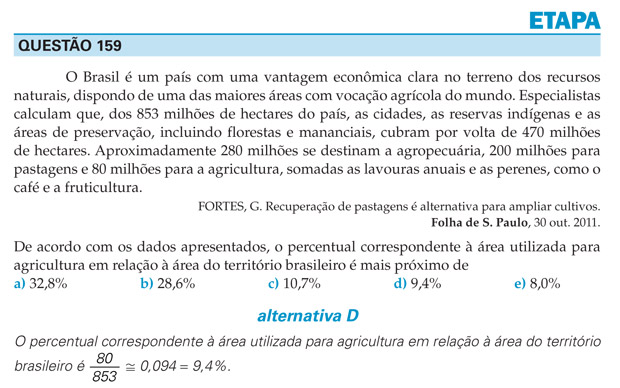 ETAPA
QUESTÃO 159
O Brasil é um país com uma vantagem econômica clara no terreno dos recursos
naturais, dispondo de uma das maiores áreas com vocação agrícola do mundo. Especialistas
calculam que, dos 853 milhões de hectares do país, as cidades, as reservas indígenas e as
áreas de preservação, incluindo florestas e mananciais, cubram por volta de 470 milhões
de hectares. Aproximadamente 280 milhões se destinam a agropecuária, 200 milhões para
pastagens e 80 milhões para a agricultura, somadas as lavouras anuais e as perenes, como o
café e a fruticultura.
FORTES, G. Recuperação de pastagens é alternativa para ampliar cultivos.
Folha de S. Paulo, 30 out. 2011.
De acordo com os dados apresentados, o percentual correspondente à área utilizada para
agricultura em relação à área do território brasileiro é mais próximo de
a) 32,8% b) 28,6% c) 10,7% d) 9,4% e) 8,0%
alternativa D
O percentual correspondente à área utilizada para agricultura em relação à área do território
brasileiro é 80/853 ≅ 0,094 = 9,4%.